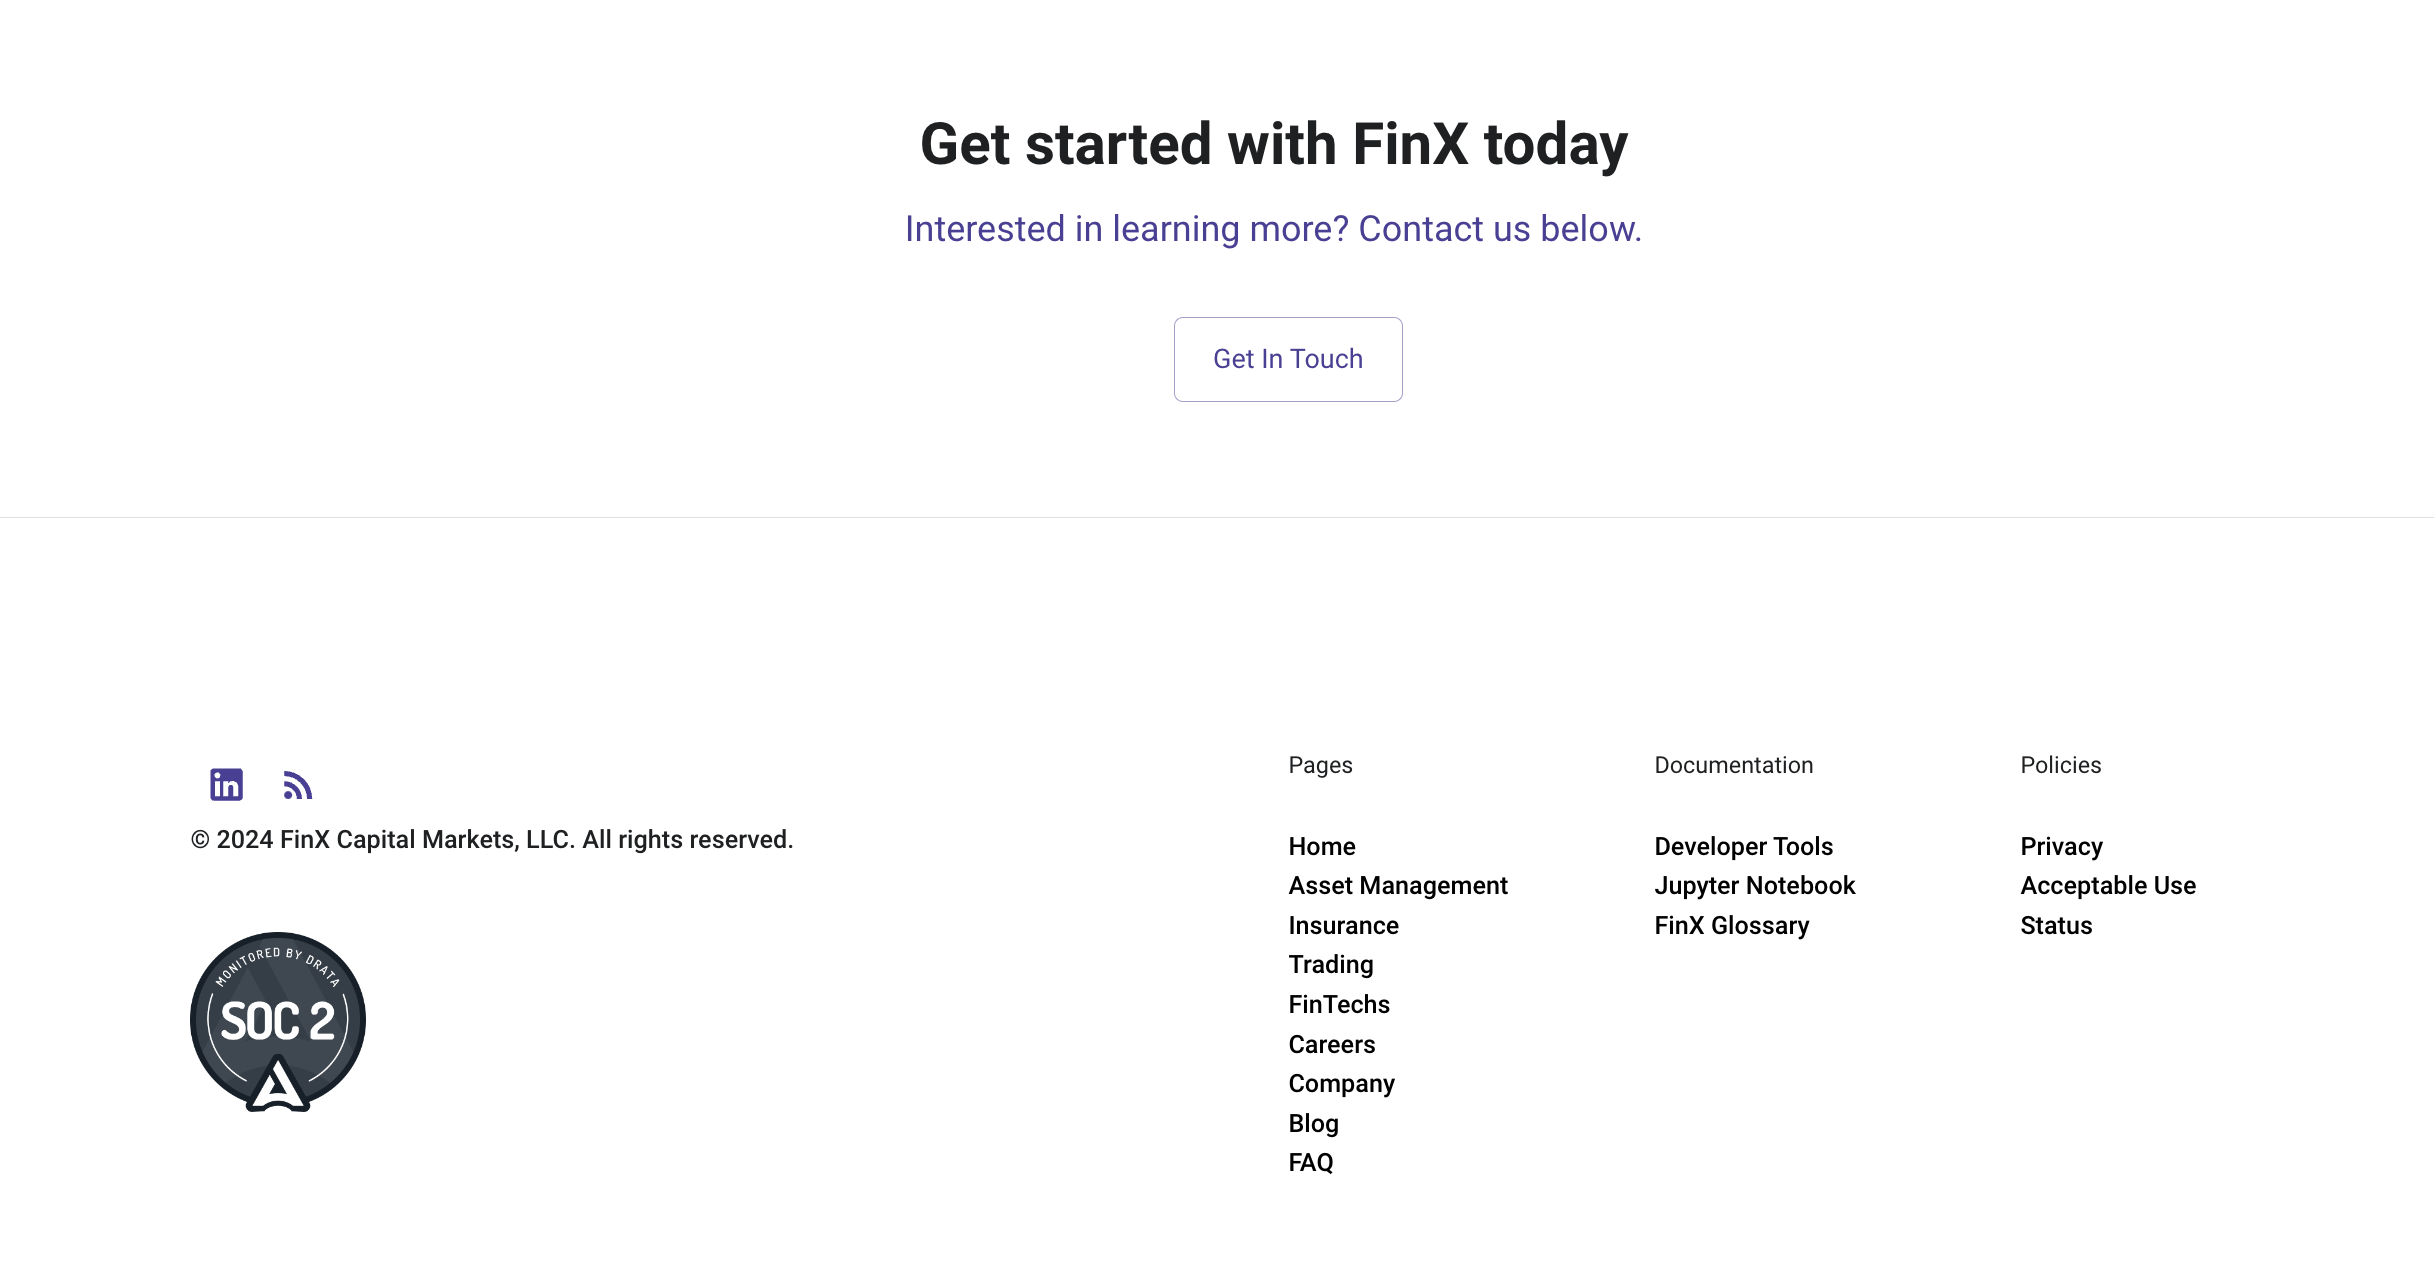 Get started with FinX today
Interested in learning more? Contact us below.
Get In Touch
in
© 2024 FinX Capital Markets, LLC. All rights reserved.
MONITORED BY DRATA
SOC 2
Pages
Home
Asset Management
Insurance
Trading
FinTechs
Careers
Company
Blog
FAQ
Documentation
Developer Tools
Jupyter Notebook
FinX Glossary
Policies
Privacy
Acceptable Use
Status